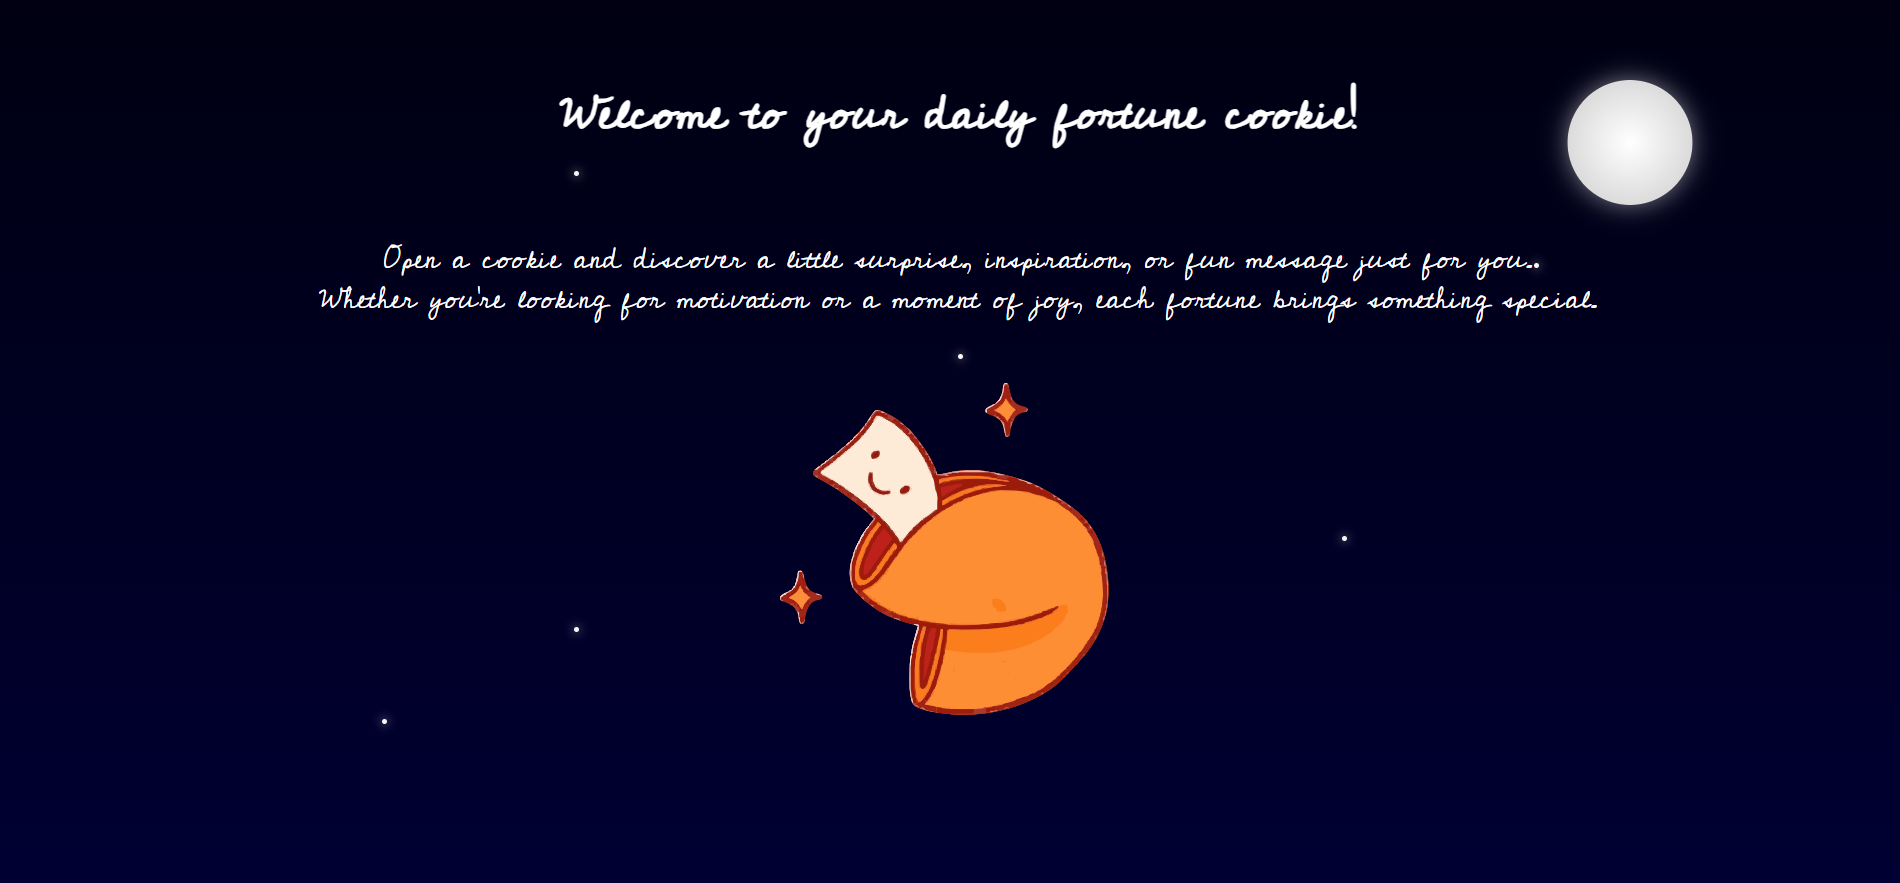 Welcome to your daily fortune cookie!
Open a cookie and discover a little surprise, inspiration, or fun message just for you..
Whether you're looking for motivation or a moment of joy, each fortune brings something special.